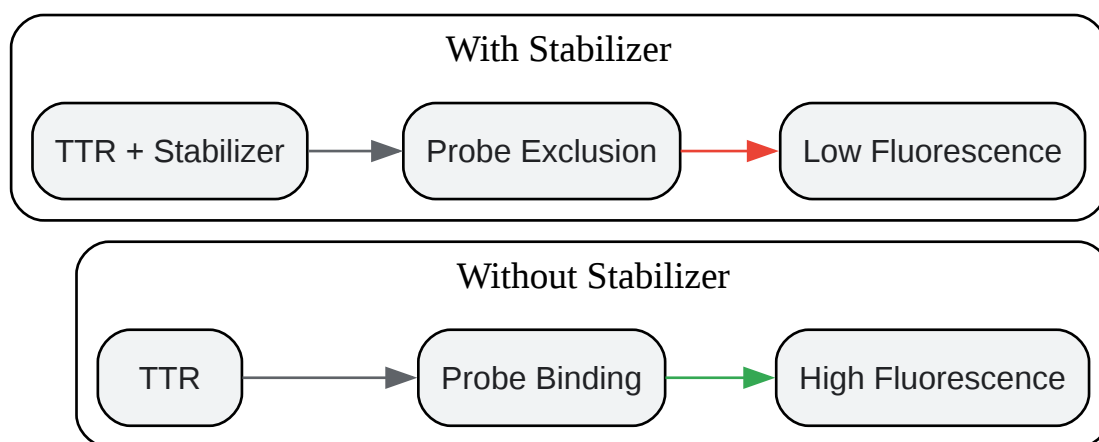 With Stabilizer
TTR + Stabilizer
Probe Exclusion
Low Fluorescence
Without Stabilizer
TTR
Probe Binding
High Fluorescence